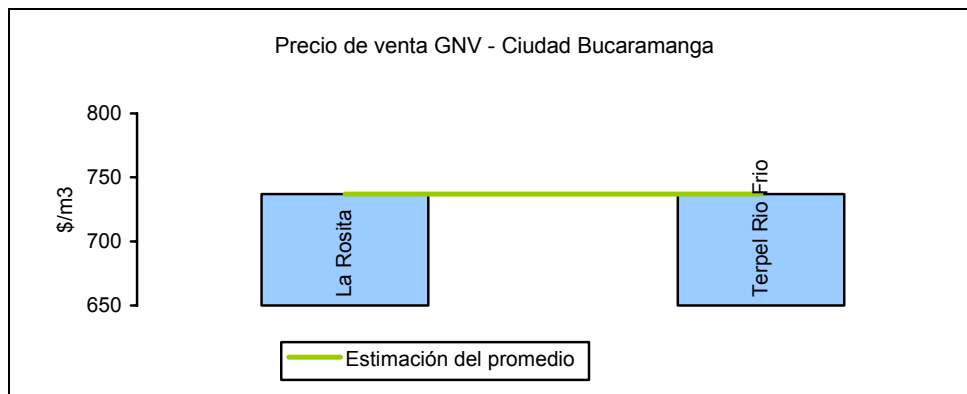 Precio de venta GNV - Ciudad Bucaramanga
800
750
700
650
$/m3
La Rosita
Terpel Rio Frio
Estimación del promedio